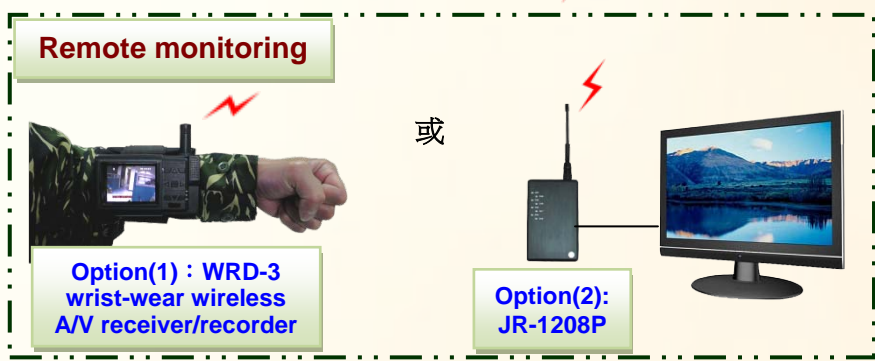 Remote monitoring
或
Option(1)：WRD-3
wrist-wear wireless
A/V receiver/recorder
Option(2):
JR-1208P